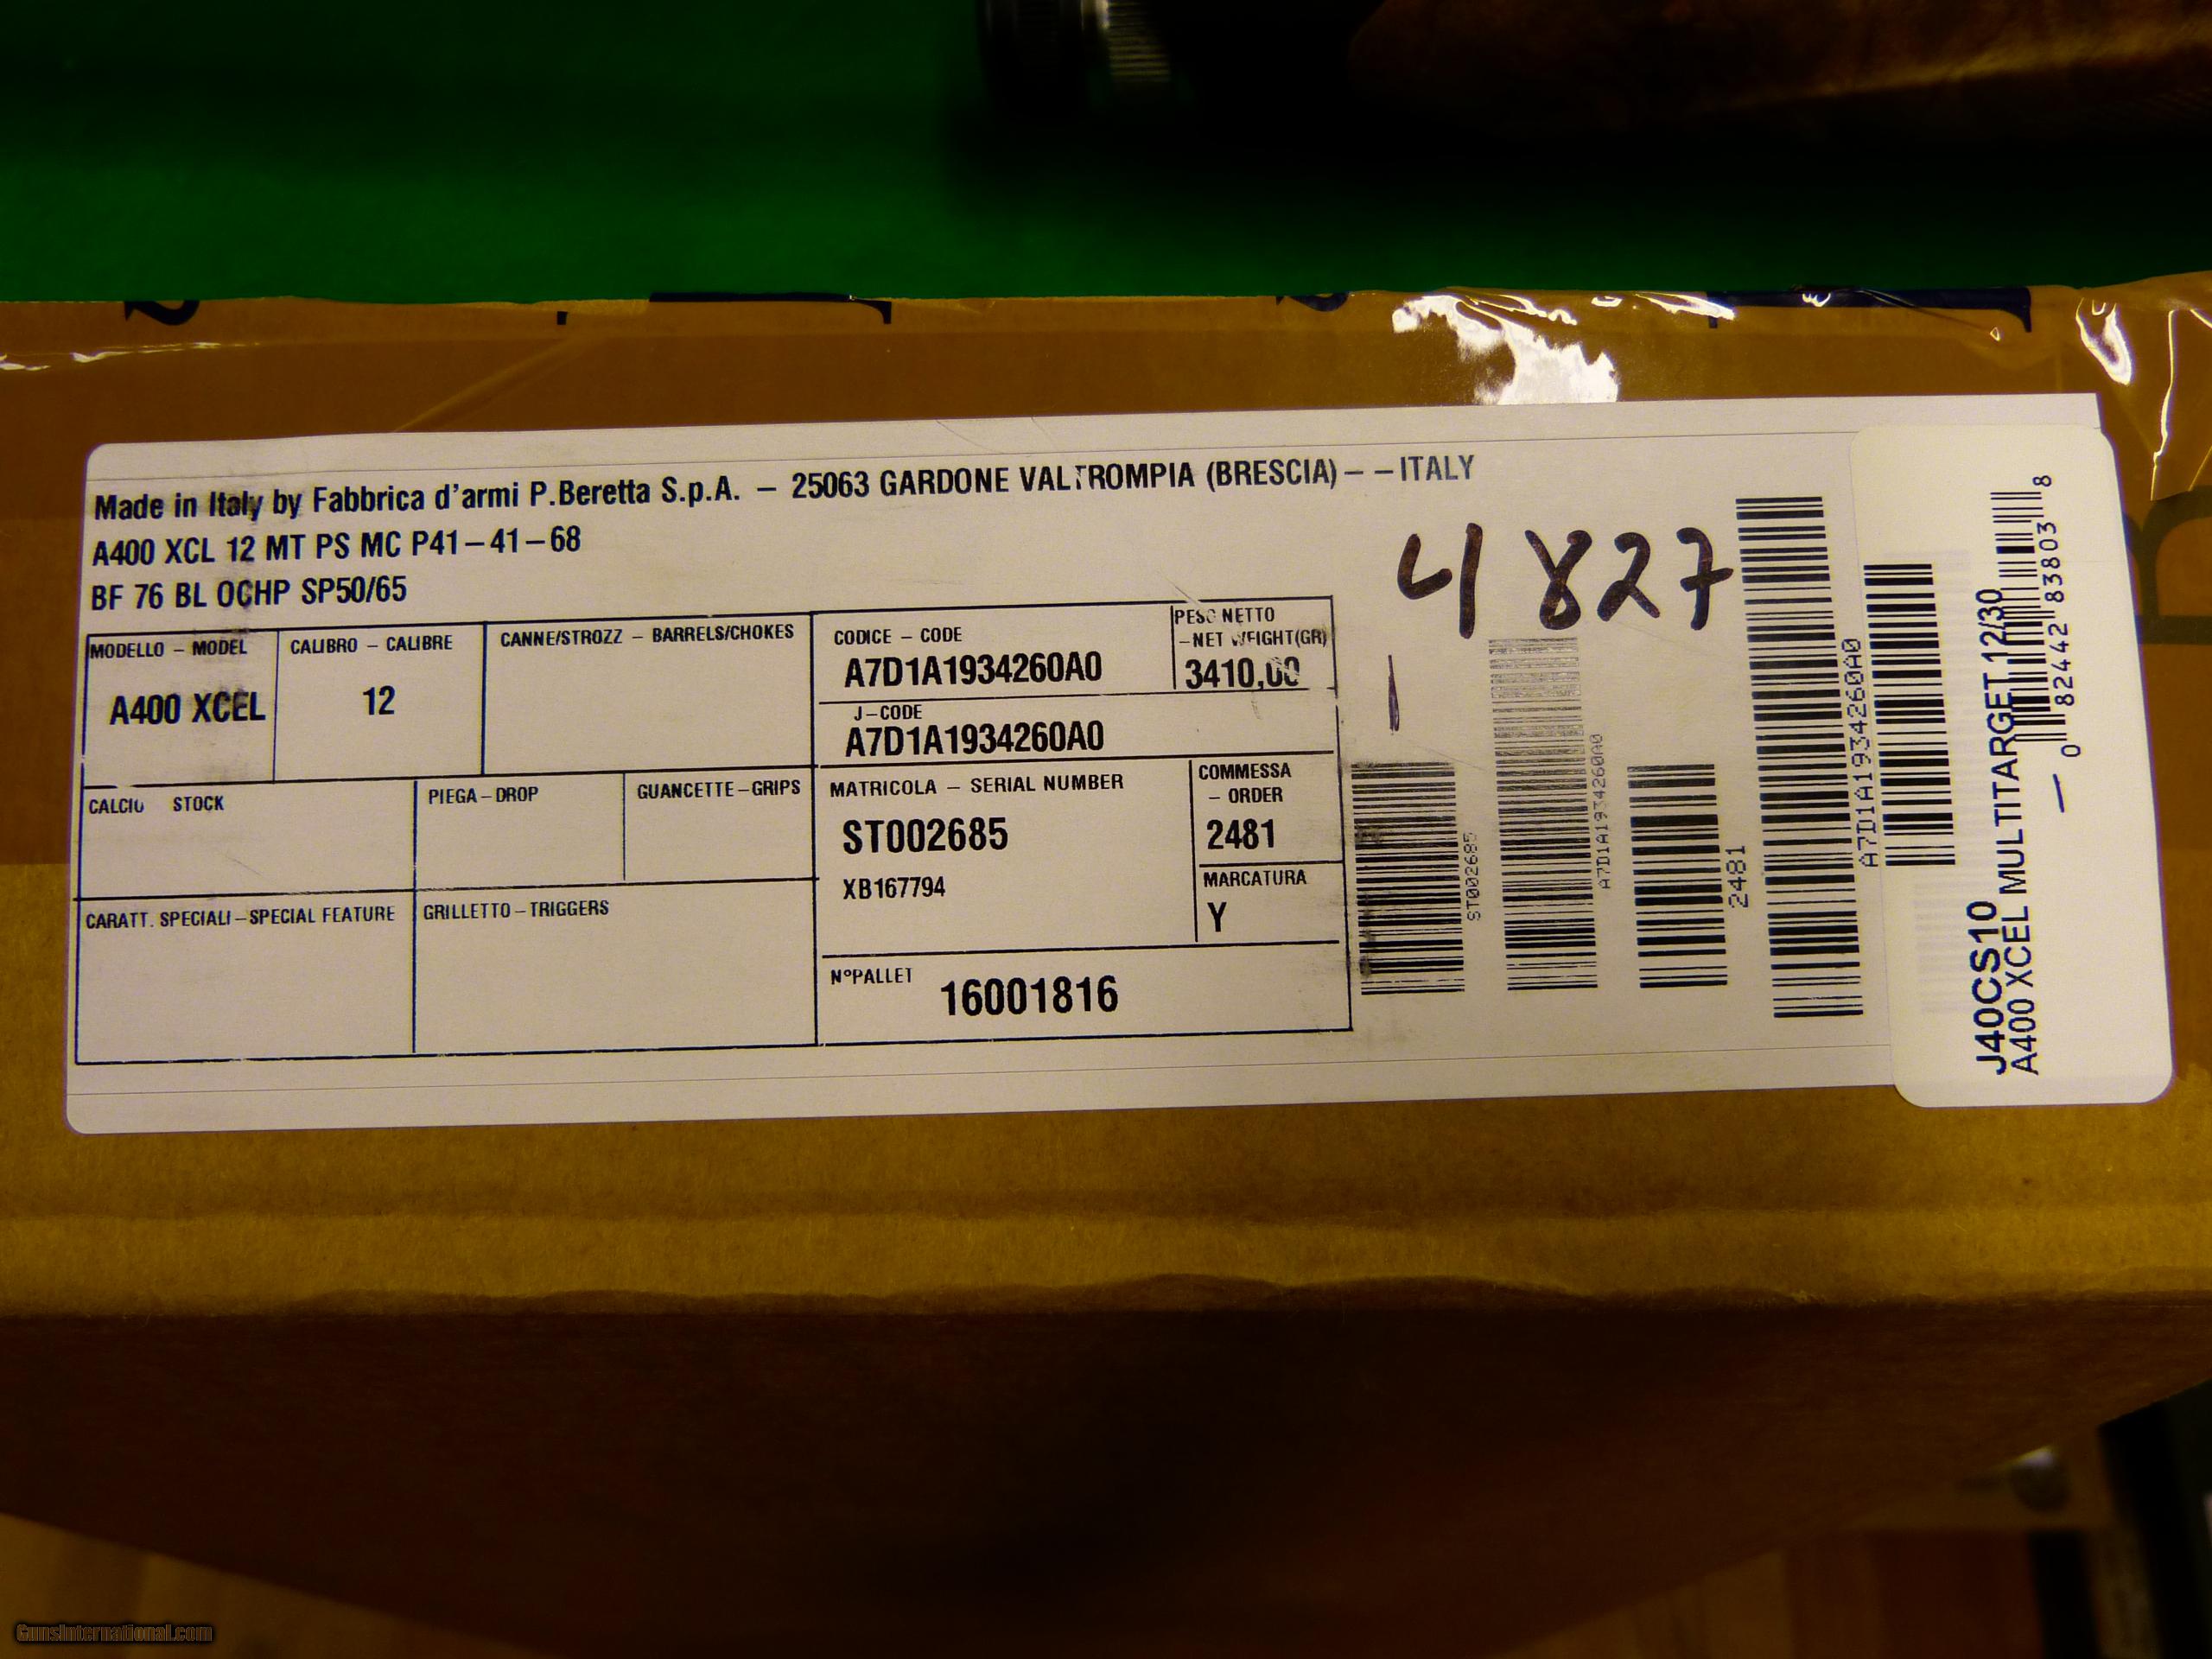 Made in Italy by Fabbrica d'armi P.Beretta S.p.A. – 25063 GARDONE VALTROMPIA (BRESCIA) – – ITALY
A400 XCL 12 MT PS MC P41–41–68
BF 76 BL OCHP SP50/65
4827
MODELLO – MODEL
A400 XCEL
CALIBRO – CALIBRE
12
CANNE/STROZZ – BARRELS/CHOKES
CODICE – CODE
A7D1A1934260A0
PESO NETTO
–NET WEIGHT(GR)
3410,00
J–CODE
A7D1A1934260A0
CALCIO STOCK
PIEGA–DROP
GUANCETTE–GRIPS
MATRICOLA – SERIAL NUMBER
ST002685
XB167794
COMMESSA
– ORDER
2481
MARCATURA
Y
CARATT. SPECIALI–SPECIAL FEATURE
GRILLETTO–TRIGGERS
N°PALLET
16001816
ST002685
A7D1A1934260A0
2481
A7D1A1934260A0
J40CS10
A400 XCEL MULTITARGET 12/30
0 82442 83803 8
GunsInternational.com